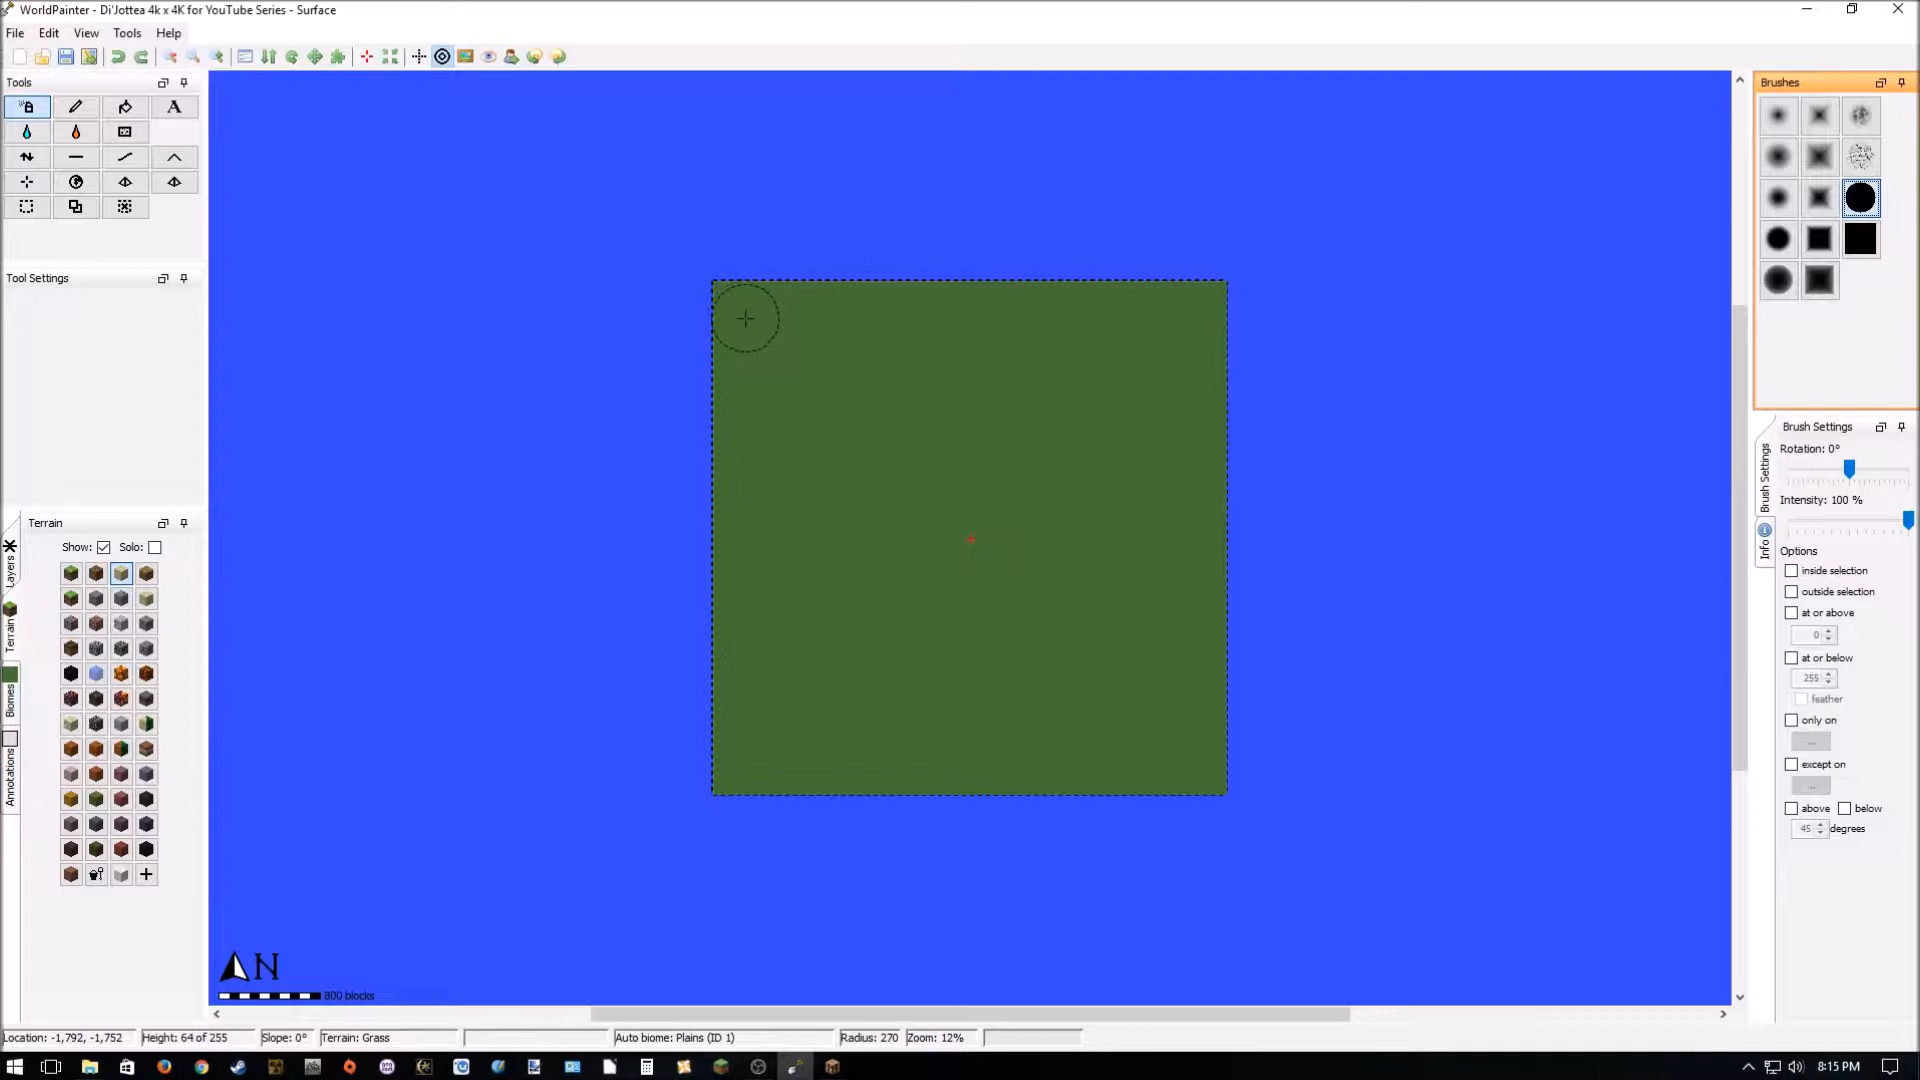 WorldPainter - Di'Jottea 4k x 4K for YouTube Series - Surface
File Edit View Tools Help
Tools
A
Tool Settings
Terrain
Show: Solo:
Layers
Terrain
Biomes
Annotations
N
800 blocks
Brushes
Brush Settings
Brush Settings
Info
Rotation: 0°
Intensity: 100 %
Options
inside selection
outside selection
at or above
0
at or below
255
feather
only on
...
except on
...
above below
45 degrees
Location: -1,792, -1,752 Height: 64 of 255 Slope: 0° Terrain: Grass Auto biome: Plains (ID 1) Radius: 270 Zoom: 12%
8:15 PM